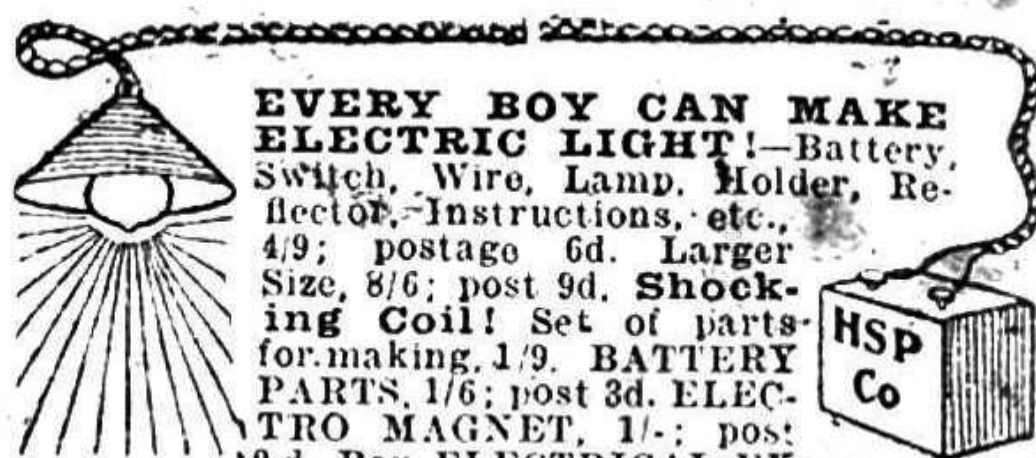 EVERY BOY CAN MAKE
ELECTRIC LIGHT!—Battery,
Switch, Wire, Lamp, Holder, Re-
flector, Instructions, etc.,
4/9; postage 6d. Larger
Size, 8/6; post 9d. Shock-
ing Coil! Set of parts
for making, 1/9. BATTERY
PARTS, 1/6; post 3d. ELEC-
TRO MAGNET, 1/-; post
ELECTRICAL
HSP
Co